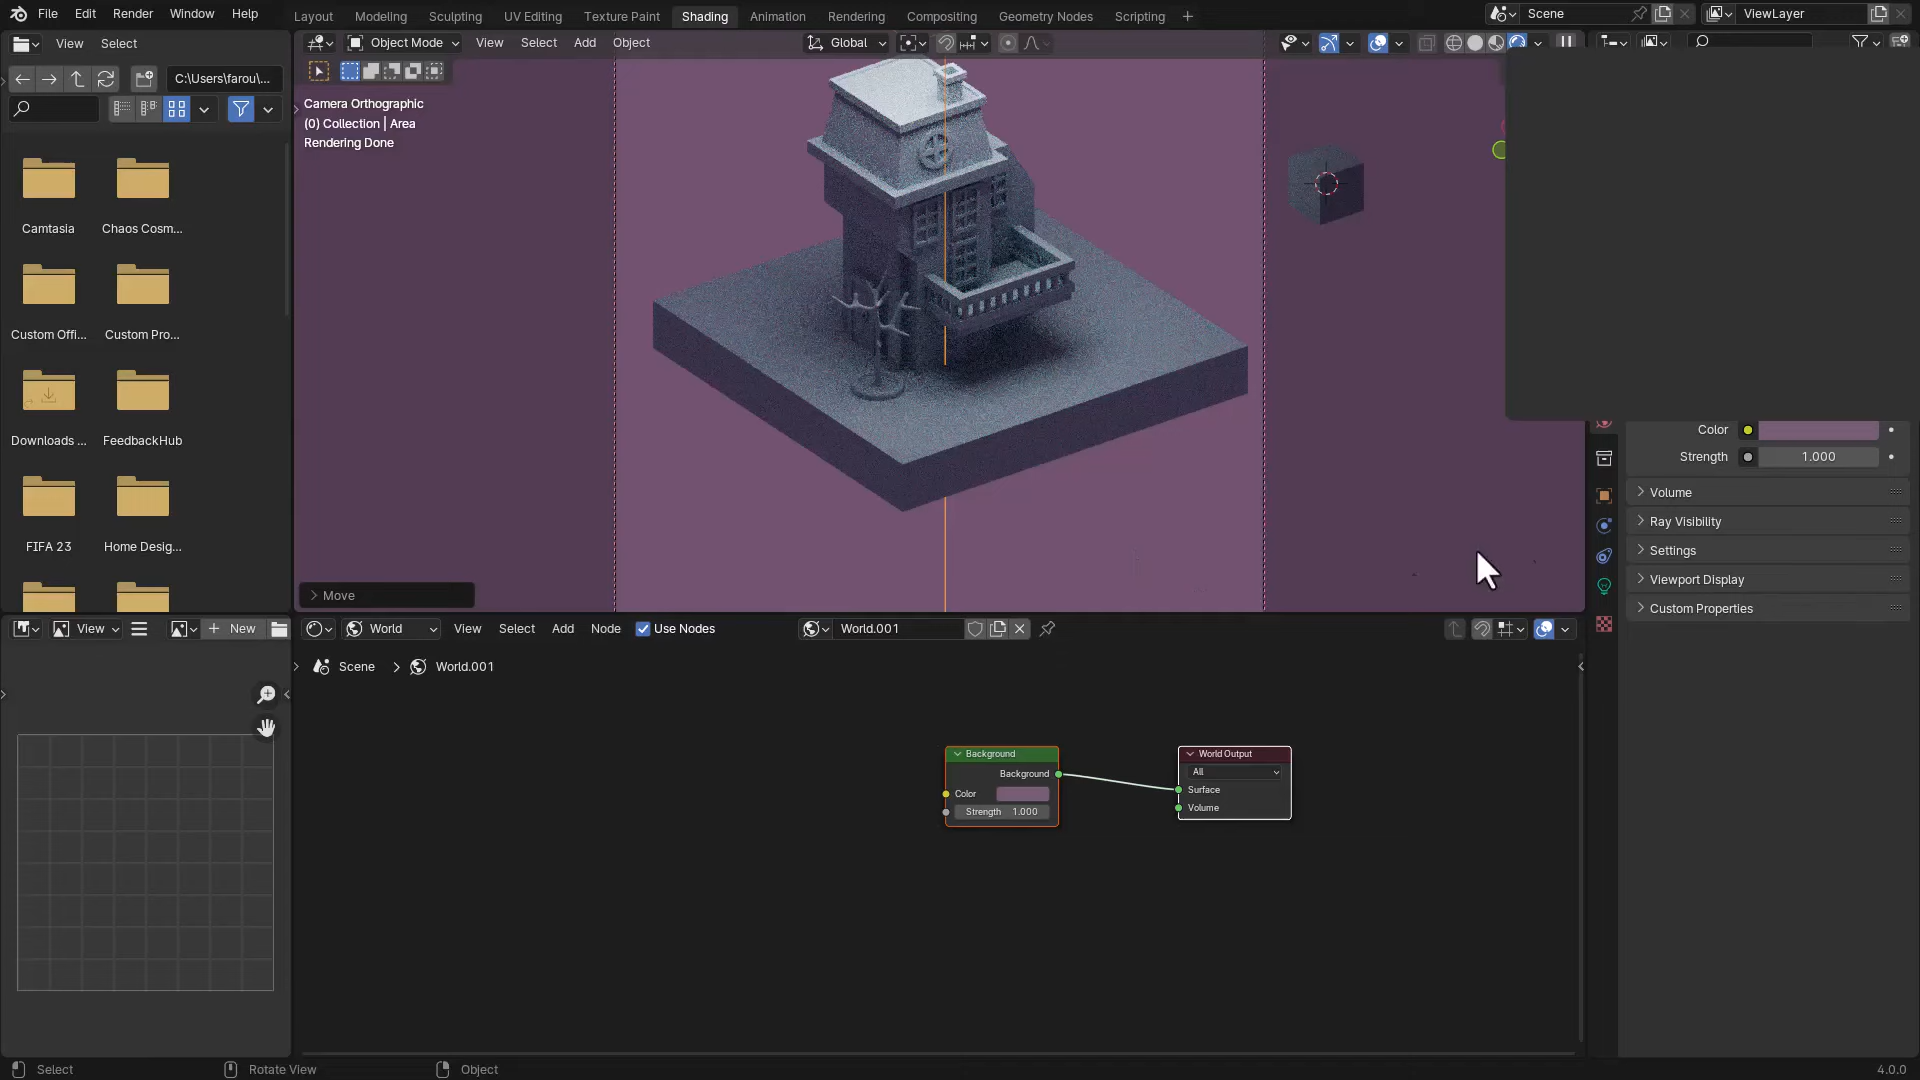 File Edit Render Window Help
Layout Modeling Sculpting UV Editing Texture Paint Shading Animation Rendering Compositing Geometry Nodes Scripting +
Scene
ViewLayer
View Select
Object Mode View Select Add Object
Global
C:\Users\farou\...
Camera Orthographic
(0) Collection | Area
Rendering Done
Camtasia
Chaos Cosm...
Custom Offi...
Custom Pro...
Downloads ...
FeedbackHub
FIFA 23
Home Desig...
Move
Color
Strength 1.000
Volume
Ray Visibility
Settings
Viewport Display
Custom Properties
View
New
World View Select Add Node Use Nodes
World.001
Scene > World.001
Background
Background
Color
Strength 1.000
World Output
All
Surface
Volume
Select
Rotate View
Object
4.0.0